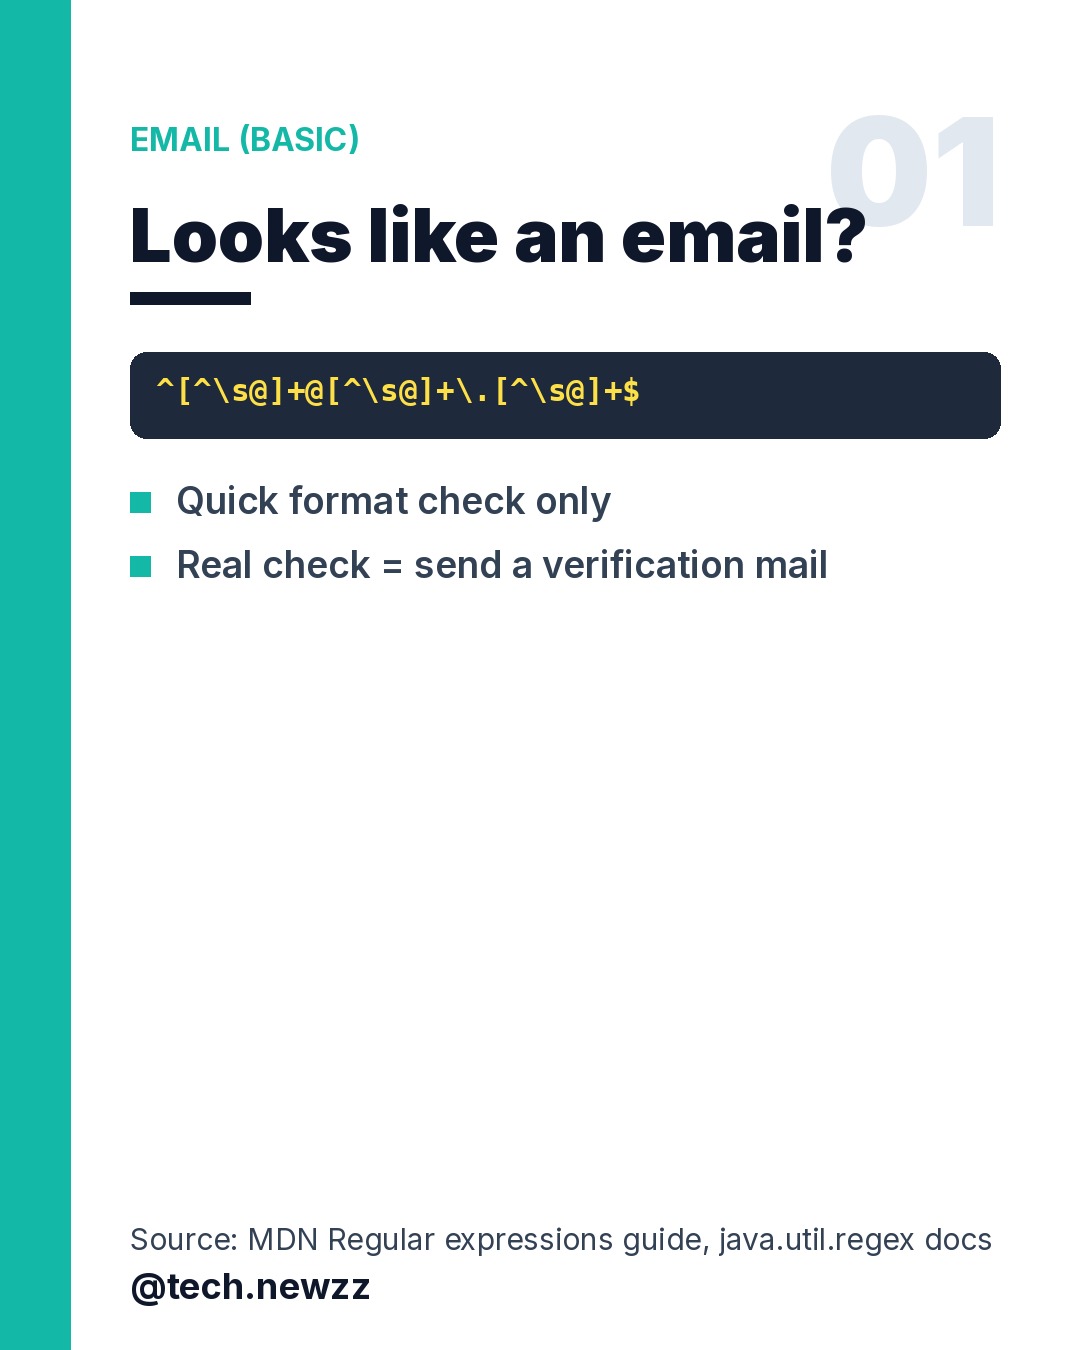 EMAIL (BASIC)
01
Looks like an email?
^[^\s@]+@[^\s@]+\.[^\s@]+$
Quick format check only
Real check = send a verification mail
Source: MDN Regular expressions guide, java.util.regex docs
@tech.newzz